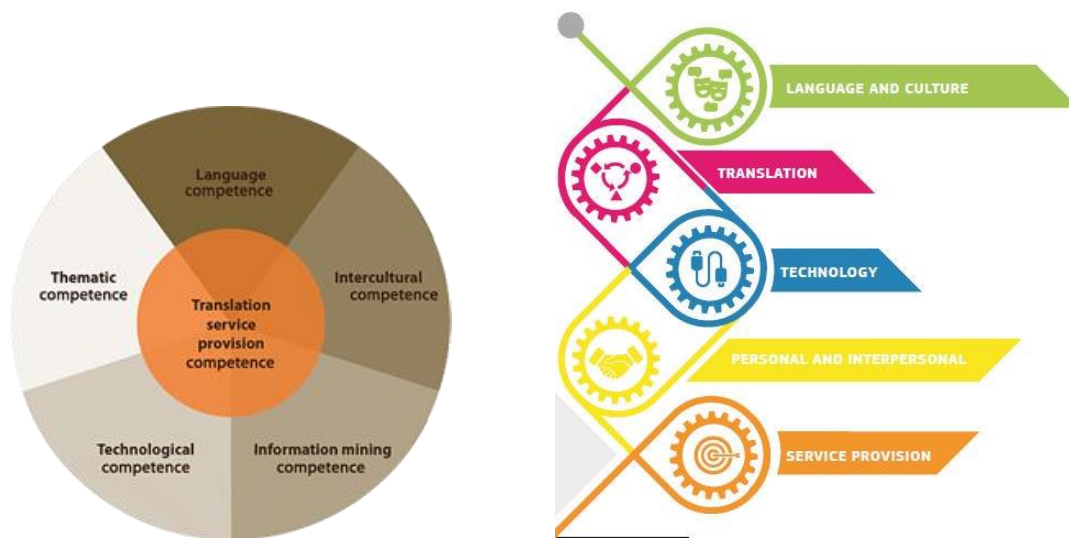 Language
competence
Thematic
competence
Intercultural
competence
Translation
service
provision
competence
Technological
competence
Information mining
competence
LANGUAGE AND CULTURE
TRANSLATION
TECHNOLOGY
PERSONAL AND INTERPERSONAL
SERVICE PROVISION